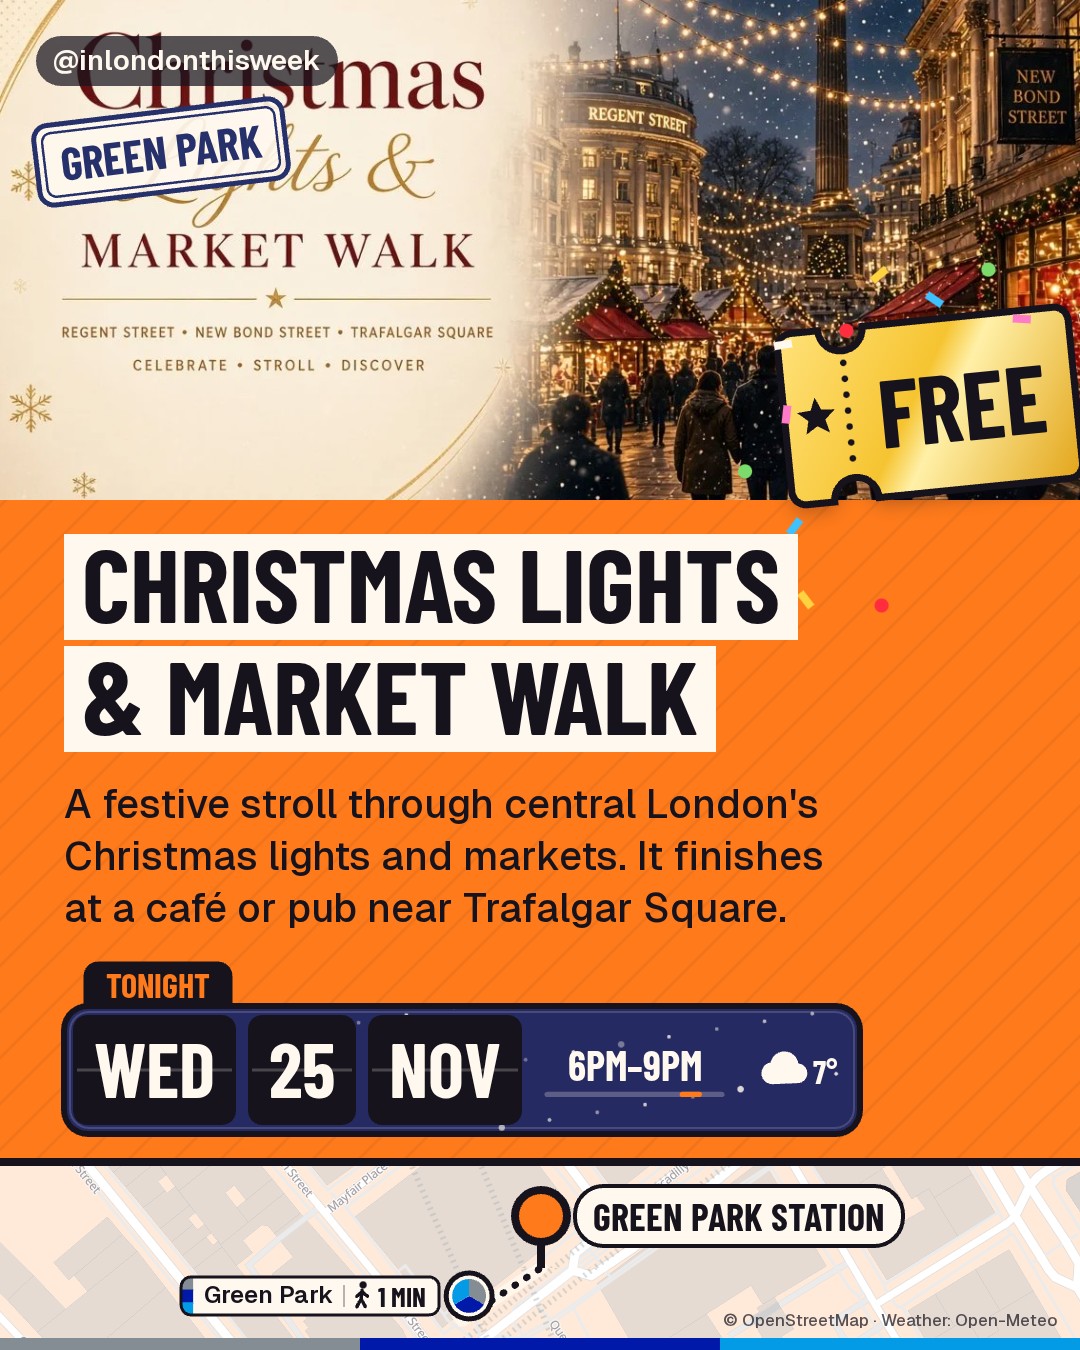 @inlondonthisweek
Christmas
GREEN PARK
Lights &
MARKET WALK
REGENT STREET • NEW BOND STREET • TRAFALGAR SQUARE
CELEBRATE • STROLL • DISCOVER
REGENT STREET
NEW
BOND
STREET
FREE
CHRISTMAS LIGHTS
& MARKET WALK
A festive stroll through central London's
Christmas lights and markets. It finishes
at a café or pub near Trafalgar Square.
TONIGHT
WED 25 NOV 6PM–9PM 7°
Street
Street
Mayfair Place
GREEN PARK STATION
Green Park 1 MIN
Street
© OpenStreetMap · Weather: Open-Meteo